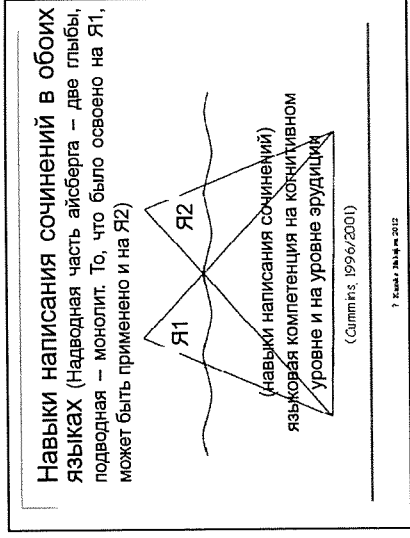 Навыки написания сочинений в обоих
языках (Надводная часть айсберга – две глыбы,
подводная – монолит. То, что было освоено на Я1,
может быть применено и на Я2)
Я1 Я2
(навыки написания сочинений)
языковая компетенция на когнитивном
уровне и на уровне эрудиции
(Cummins, 1996/2001)
2012